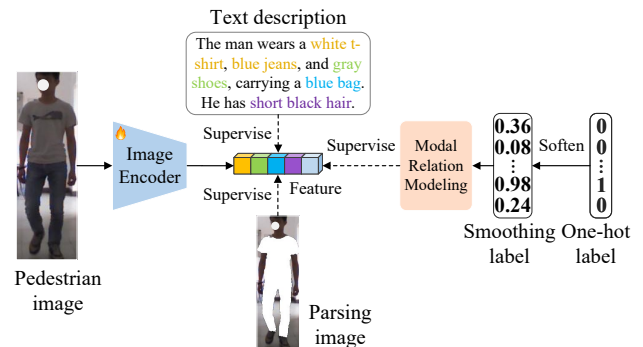 Text description
The man wears a white t-
shirt, blue jeans, and gray
shoes, carrying a blue bag.
He has short black hair.
Supervise
Image
Encoder
Supervise
Feature
Supervise
Modal
Relation
Modeling
0.36
0.08
⋮
0.98
0.24
Smoothing
label
Soften
0
0
⋮
1
0
One-hot
label
Pedestrian
image
Parsing
image